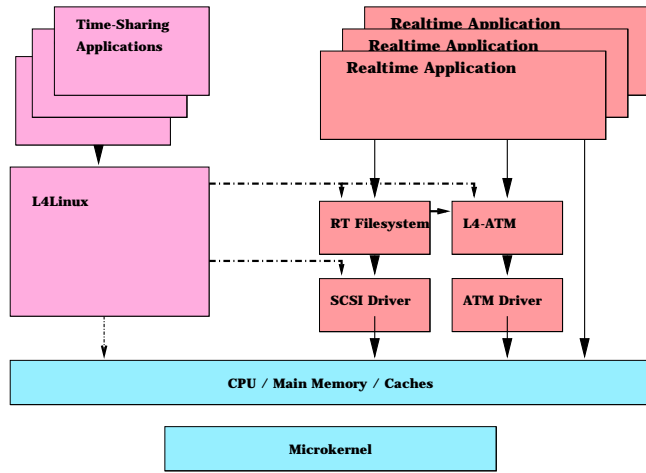 Time-Sharing
Applications
Realtime Application
Realtime Application
Realtime Application
L4Linux
RT Filesystem
L4-ATM
SCSI Driver
ATM Driver
CPU / Main Memory / Caches
Microkernel